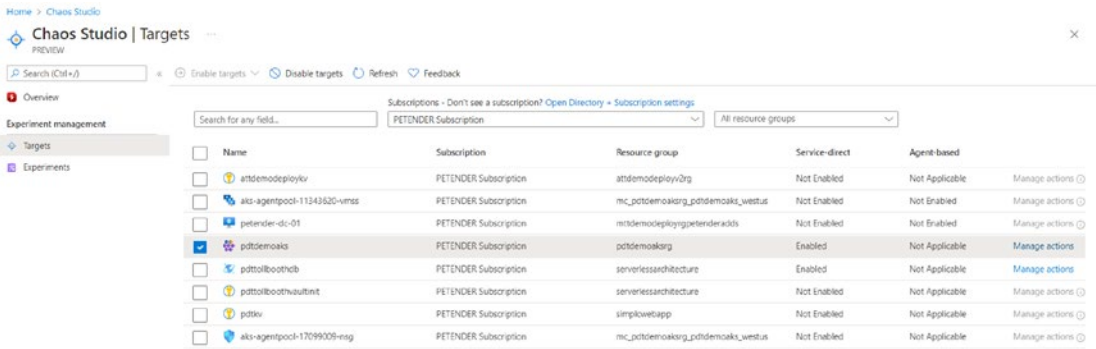 Home > Chaos Studio
Chaos Studio | Targets ...
PREVIEW
Search (Ctrl+/)
«
Enable targets
Disable targets
Refresh
Feedback
Overview
Experiment management
Targets
Experiments
Subscriptions - Don't see a subscription? Open Directory + Subscription settings
Search for any field... PETENDER Subscription All resource groups
Name Subscription Resource group Service-direct Agent-based
attdemodeploykv PETENDER Subscription attdemodeployv2rg Not Enabled Not Applicable Manage actions
aks-agentpool-11343620-vmss PETENDER Subscription mc_pdtdemoaksrg_pdtdemoaks_westus Not Enabled Not Enabled Manage actions
petender-dc-01 PETENDER Subscription mttdemodeployrgpetenderadds Not Enabled Not Enabled Manage actions
pdtdemoaks PETENDER Subscription pdtdemoaksrg Enabled Not Applicable Manage actions
pdttollboothdb PETENDER Subscription serverlessarchitecture Enabled Not Applicable Manage actions
pdttollboothvaultinit PETENDER Subscription serverlessarchitecture Not Enabled Not Applicable Manage actions
pdtkv PETENDER Subscription simplewebapp Not Enabled Not Applicable Manage actions
aks-agentpool-17099009-nsg PETENDER Subscription mc_pdtdemoaksrg_pdtdemoaks_westus Not Enabled Not Applicable Manage actions